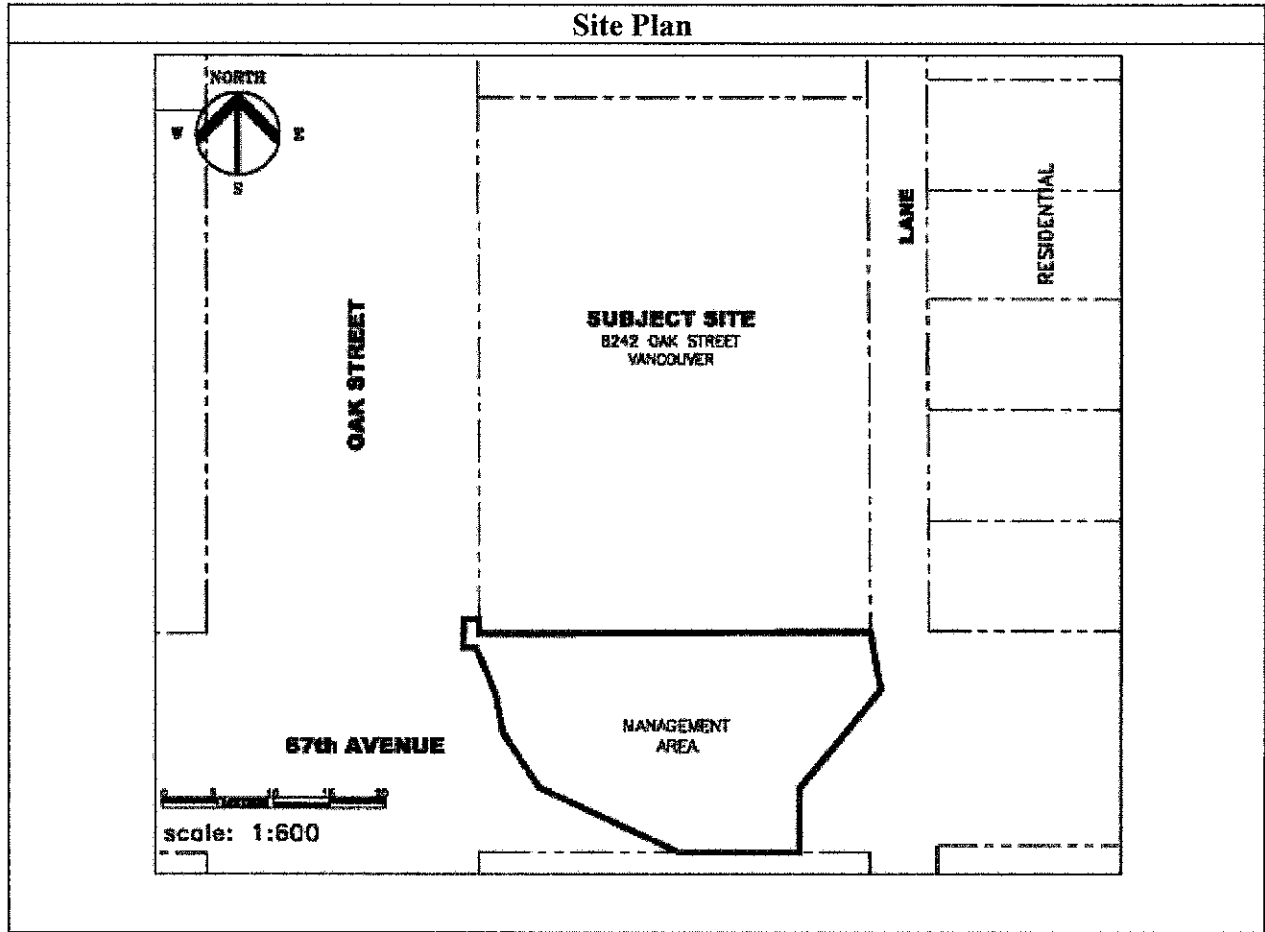 Site Plan
NORTH
W
E
S
LANE
RESIDENTIAL
OAK STREET
SUBJECT SITE
8242 OAK STREET
VANCOUVER
67th AVENUE
MANAGEMENT
AREA
0 5 10 15 20
scale: 1:600